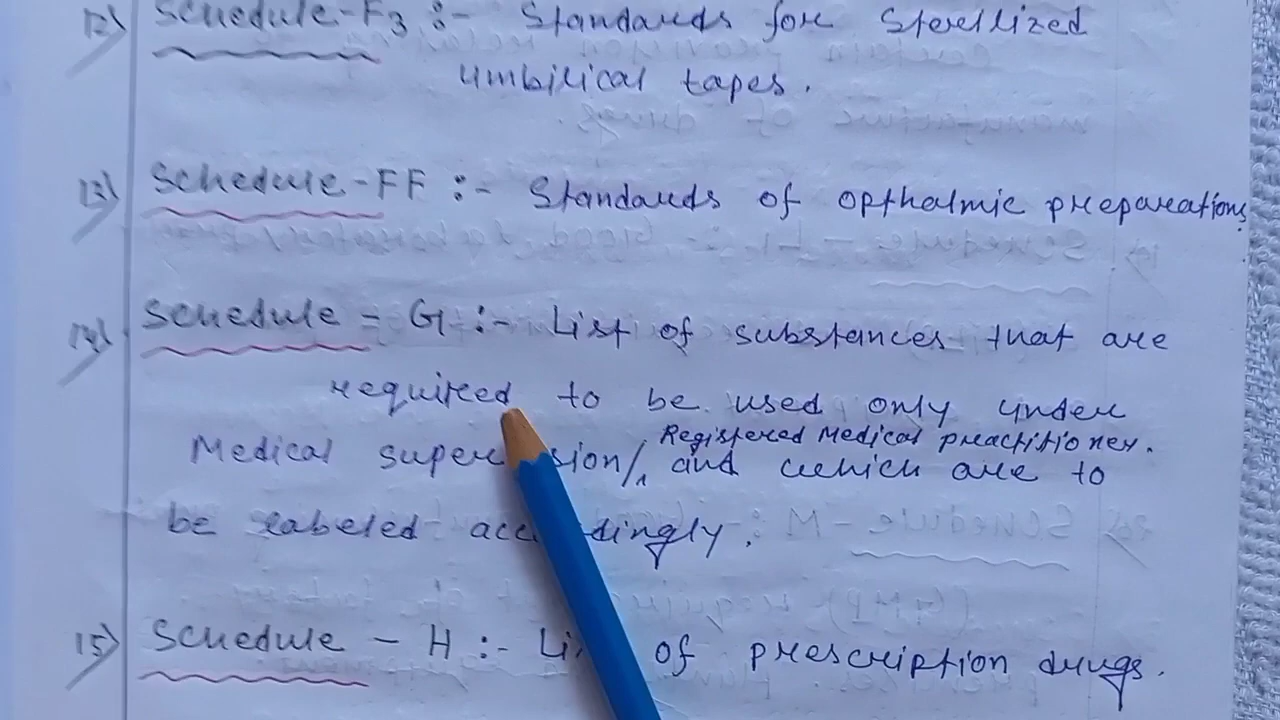 12) Schedule-F3 :- Standards for Sterilized
umbilical tapes.
13) Schedule-FF :- Standards of opthalmic preparations.
14) Schedule - G :- List of substances that are
required to be used only under
Registered Medical practitioner.
Medical supervision/ and which are to
be labeled accordingly.
15) Schedule - H :- List of prescription drugs.